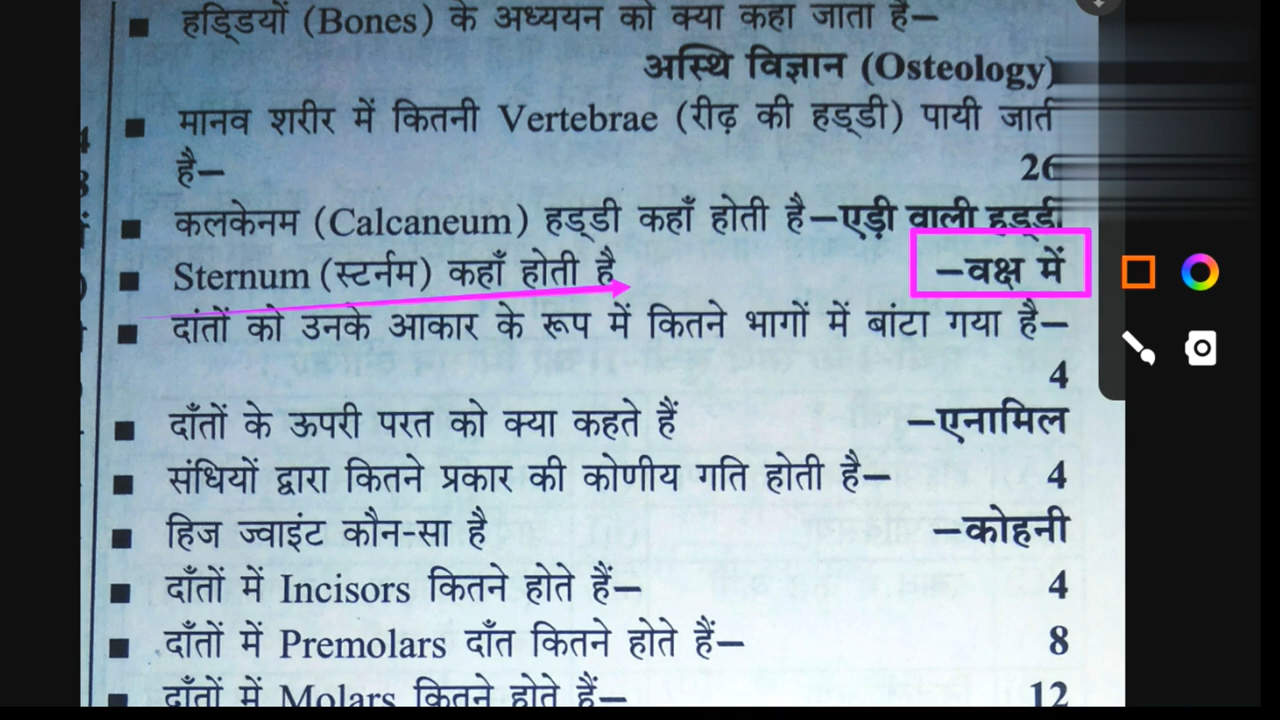 ■ हड्डियों (Bones) के अध्ययन को क्या कहा जाता है–
अस्थि विज्ञान (Osteology)
■ मानव शरीर में कितनी Vertebrae (रीढ़ की हड्डी) पायी जाती
है– 26
■ कलकेनम (Calcaneum) हड्डी कहाँ होती है–एड़ी वाली हड्डी
■ Sternum (स्टर्नम) कहाँ होती है –वक्ष में
■ दांतों को उनके आकार के रूप में कितने भागों में बांटा गया है–
4
■ दाँतों के ऊपरी परत को क्या कहते हैं –एनामिल
■ संधियों द्वारा कितने प्रकार की कोणीय गति होती है– 4
■ हिज ज्वाइंट कौन-सा है –कोहनी
■ दाँतों में Incisors कितने होते हैं– 4
■ दाँतों में Premolars दाँत कितने होते हैं– 8
■ दाँतों में Molars कितने होते हैं– 12